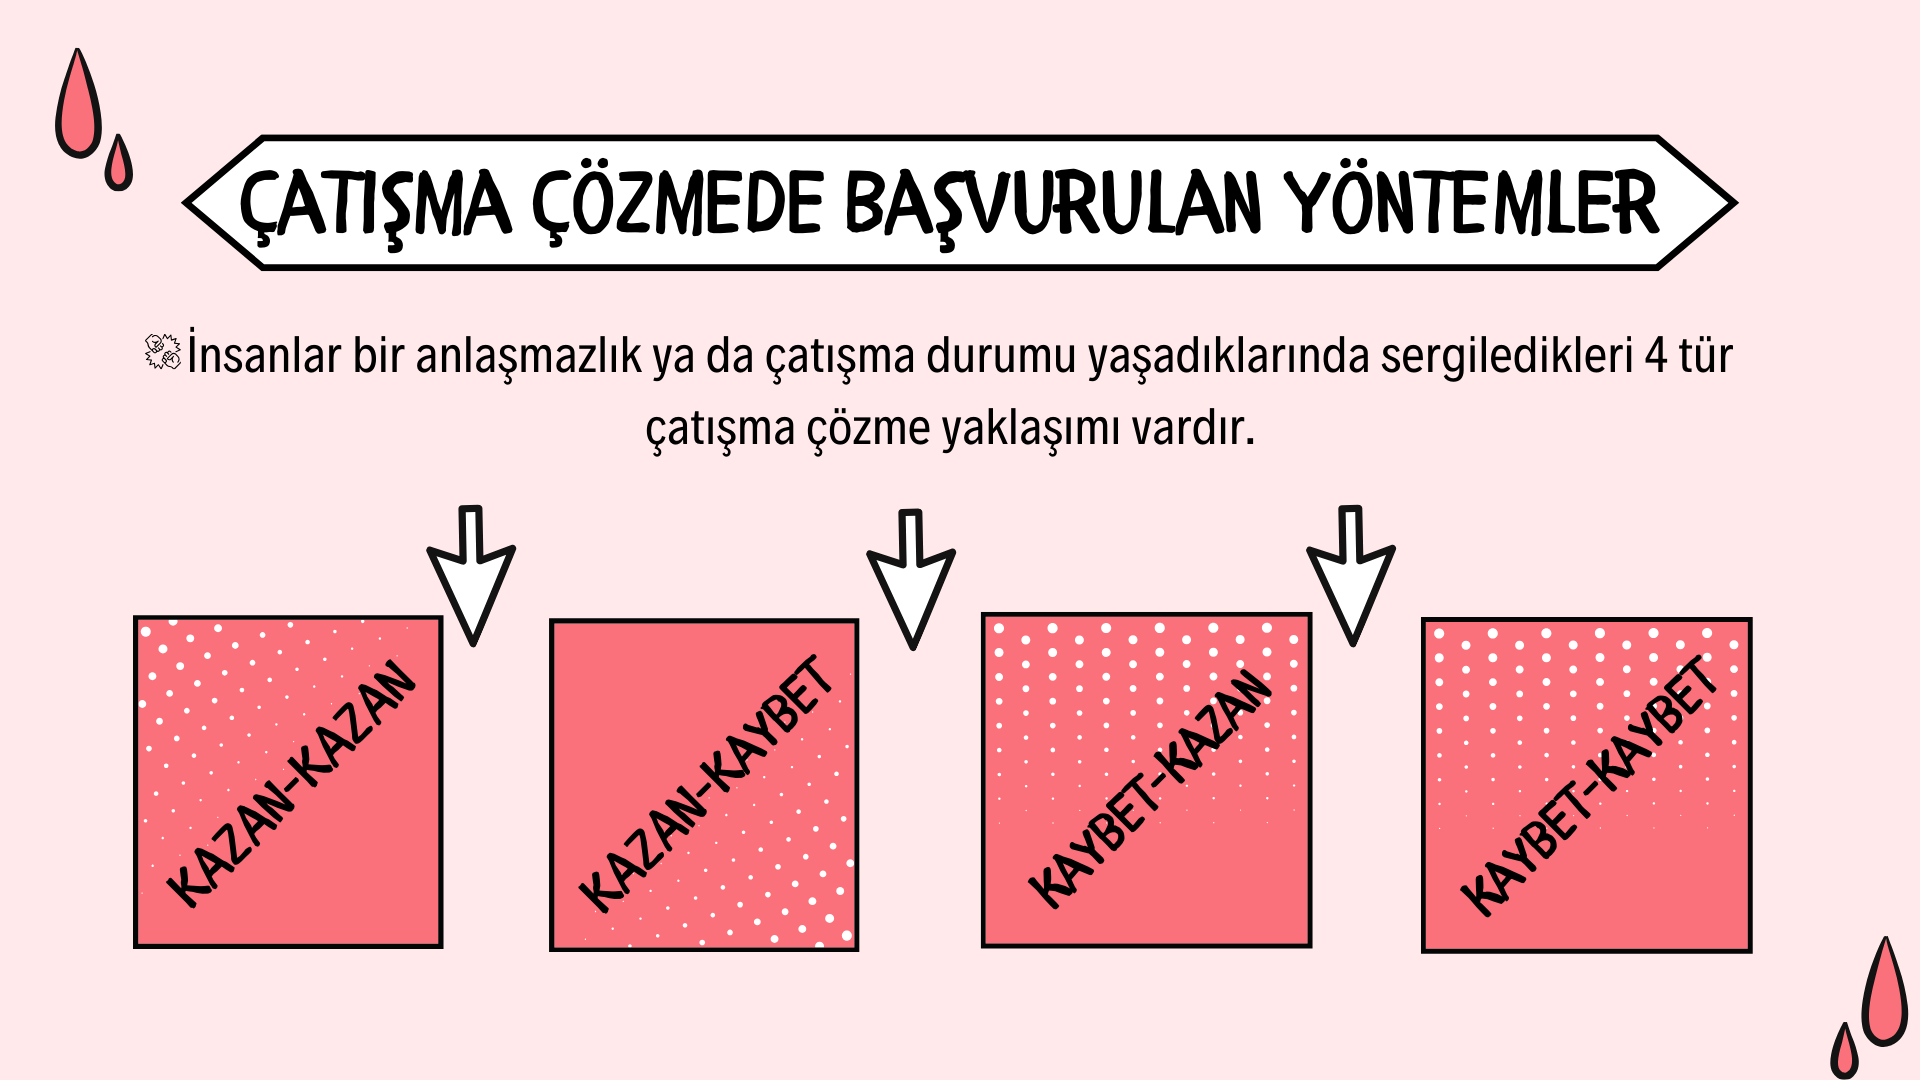 ÇATIŞMA ÇÖZMEDE BAŞVURULAN YÖNTEMLER
İnsanlar bir anlaşmazlık ya da çatışma durumu yaşadıklarında sergiledikleri 4 tür
çatışma çözme yaklaşımı vardır.
KAZAN-KAZAN
KAZAN-KAYBET
KAYBET-KAZAN
KAYBET-KAYBET